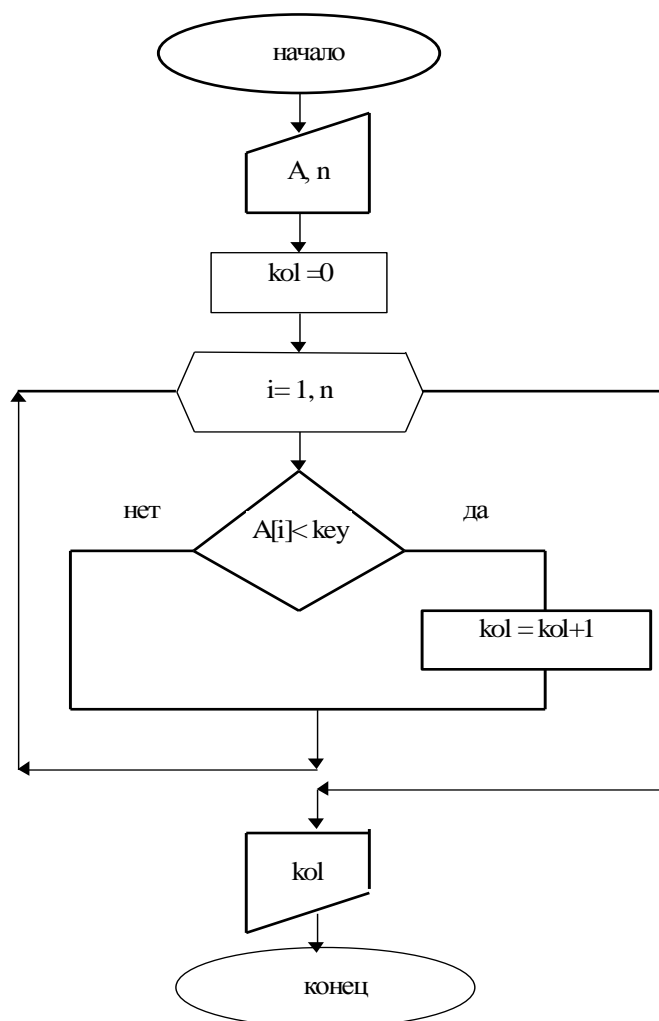 начало
A, n
kol =0
i= 1, n
нет
A[i]< key
да
kol = kol+1
kol
конец